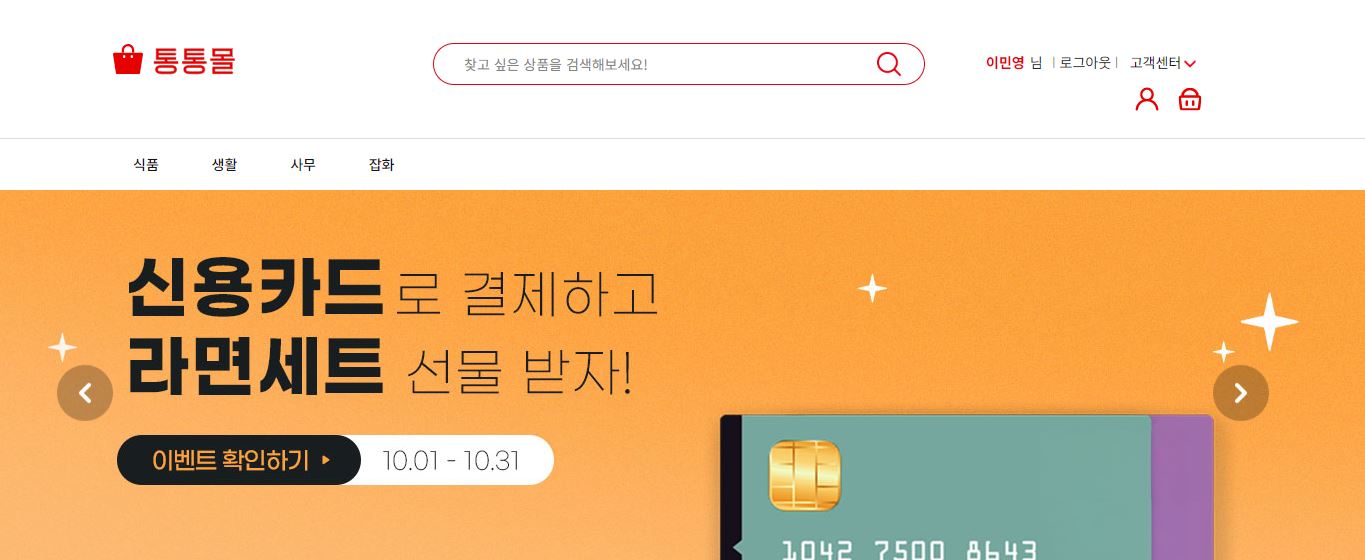 통통몰
찾고 싶은 상품을 검색해보세요!
이민영 님 | 로그아웃 | 고객센터
식품 생활 사무 잡화
신용카드로 결제하고
라면세트 선물 받자!
이벤트 확인하기 ▶ 10.01 - 10.31
1042 7500 8643